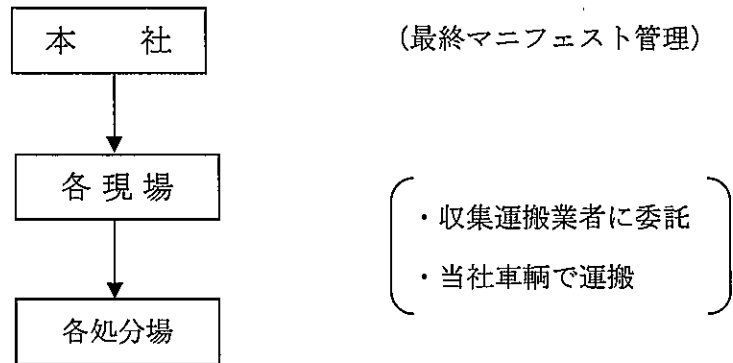 本　社
(最終マニフェスト管理)
各現場
・収集運搬業者に委託
・当社車輌で運搬
各処分場